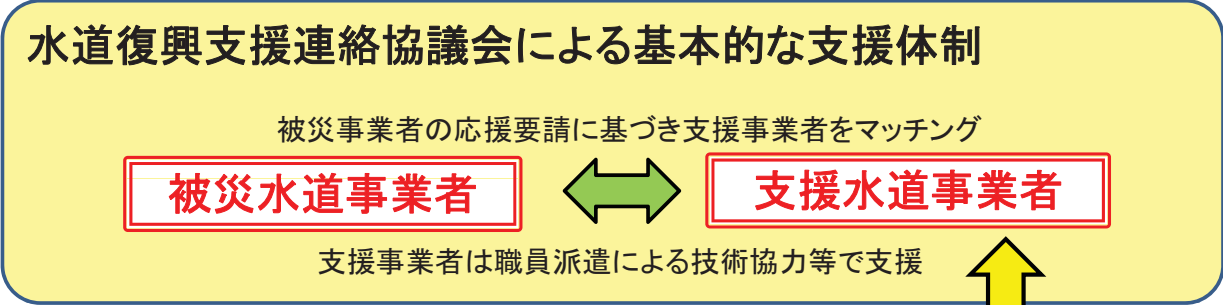 水道復興支援連絡協議会による基本的な支援体制
被災事業者の応援要請に基づき支援事業者をマッチング
被災水道事業者
支援水道事業者
支援事業者は職員派遣による技術協力等で支援